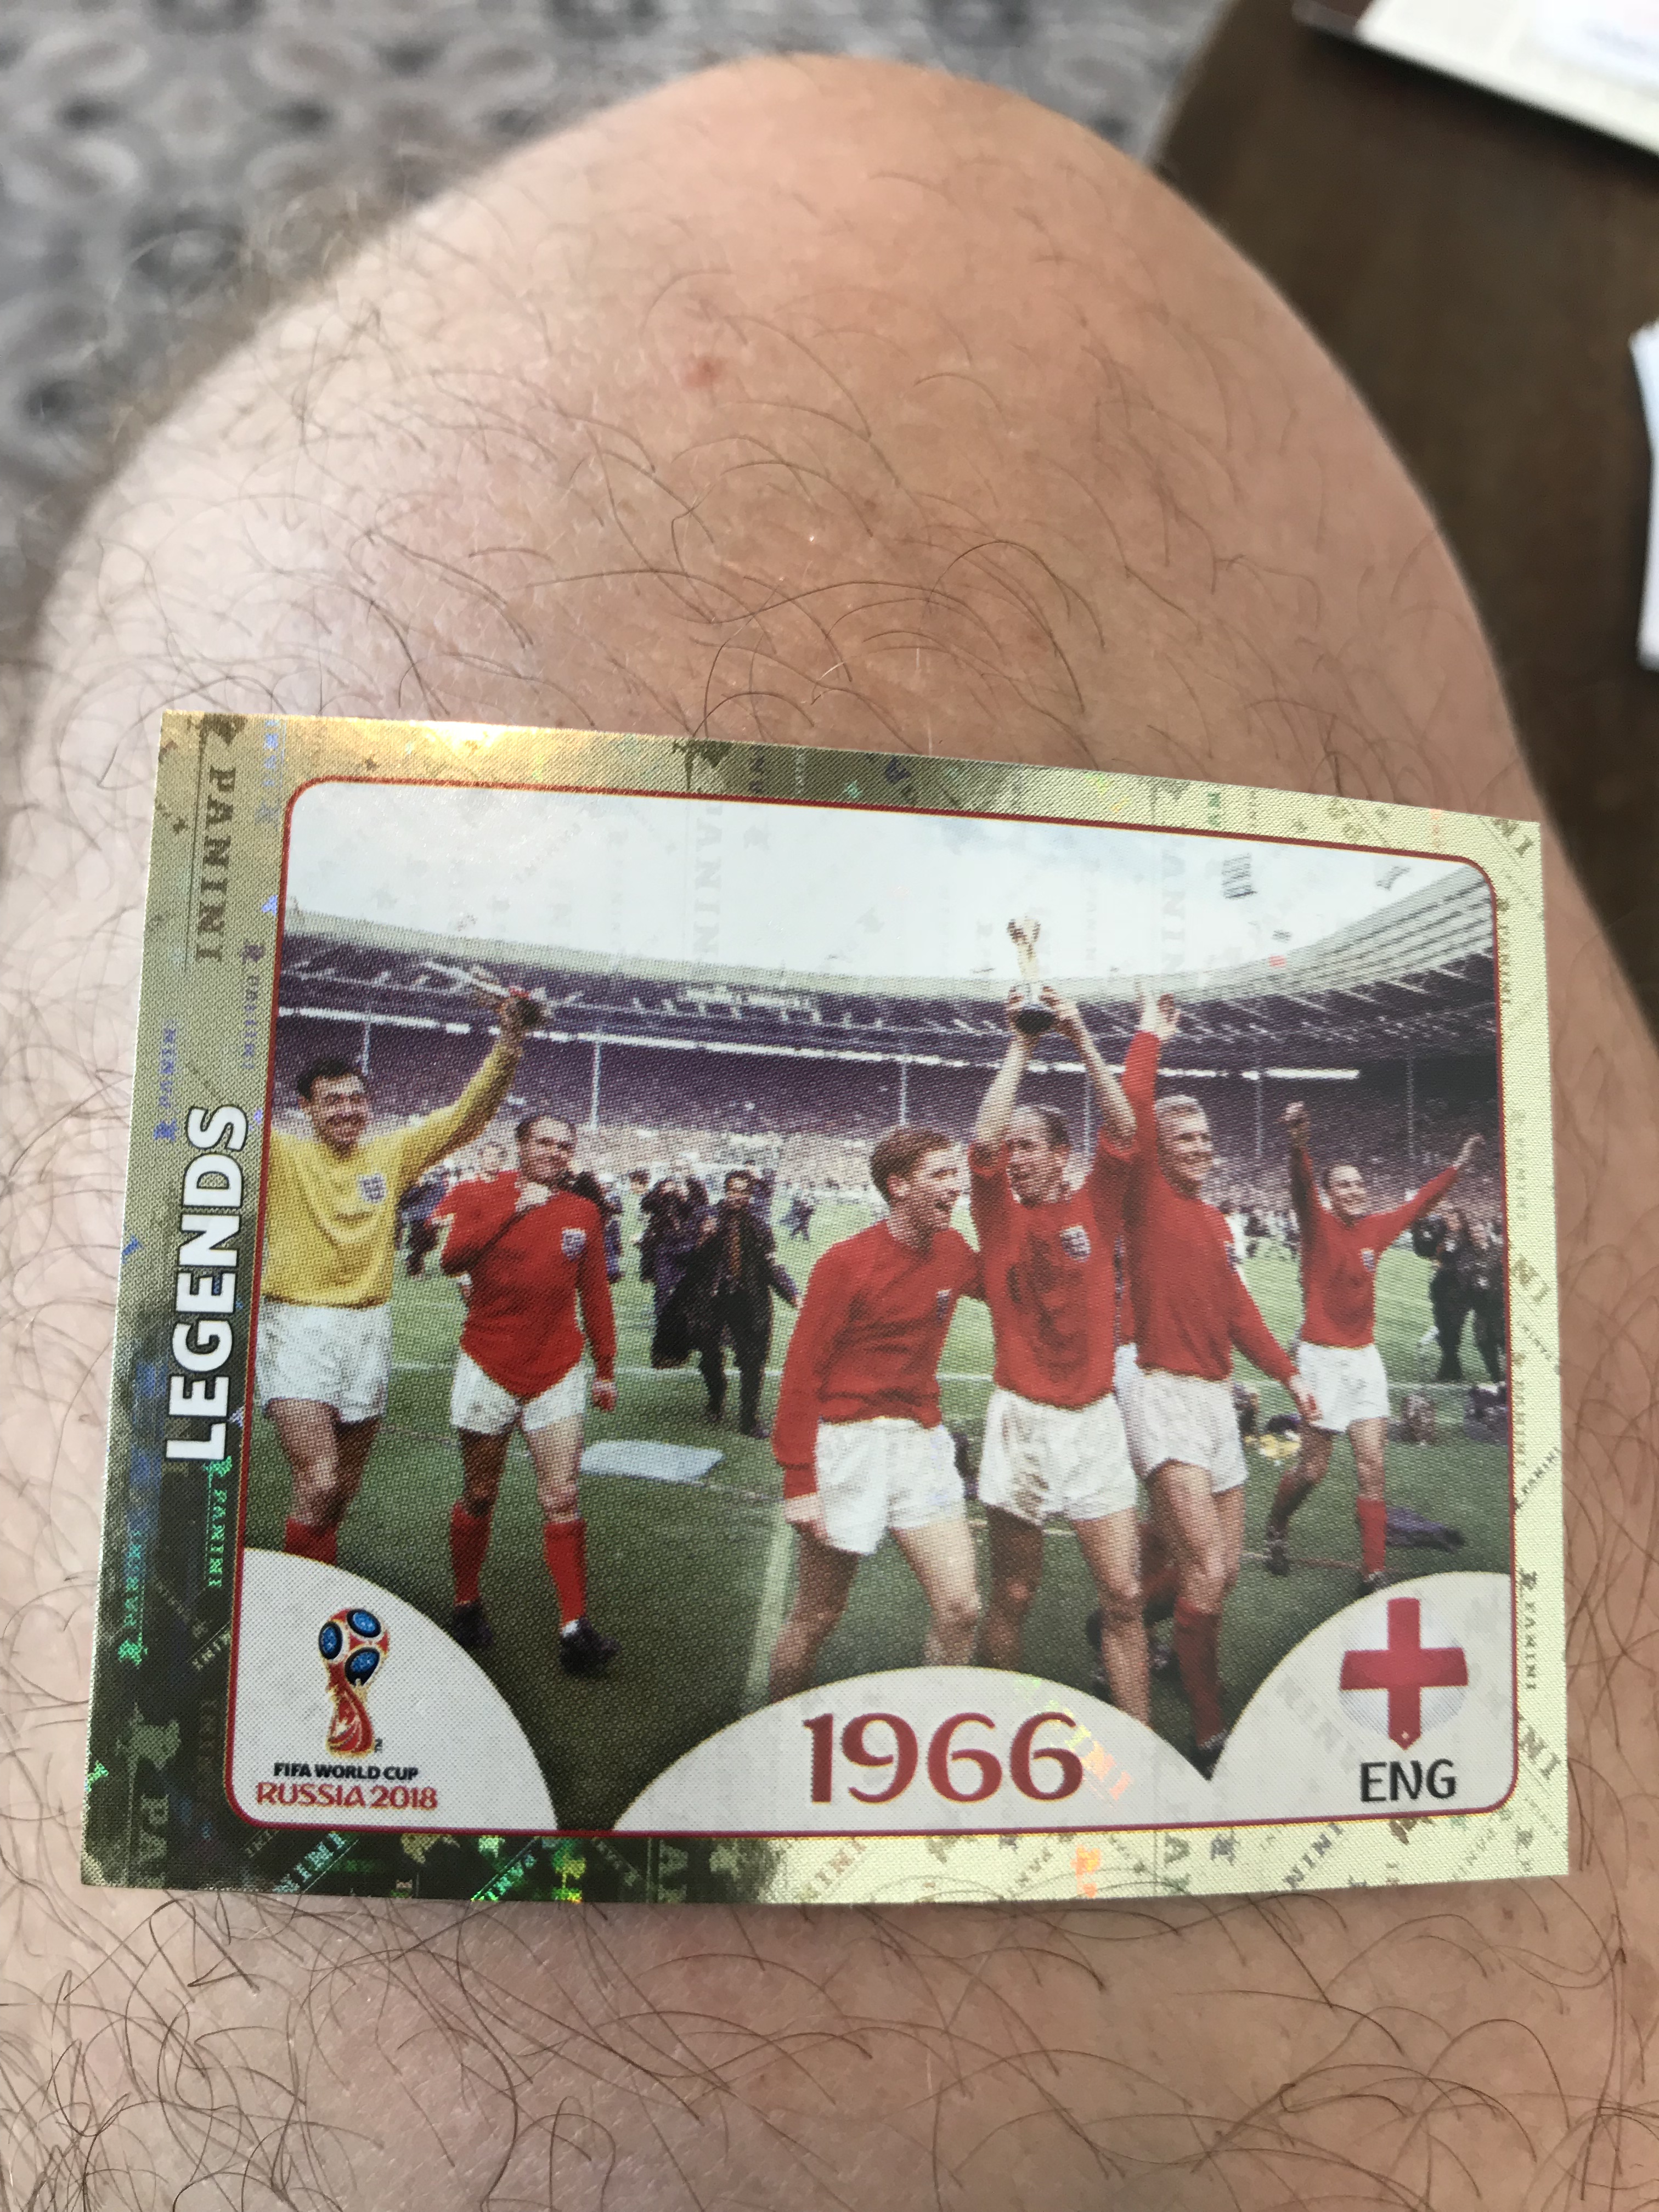 PANINI
LEGENDS
FIFA WORLD CUP
RUSSIA 2018
1966
ENG